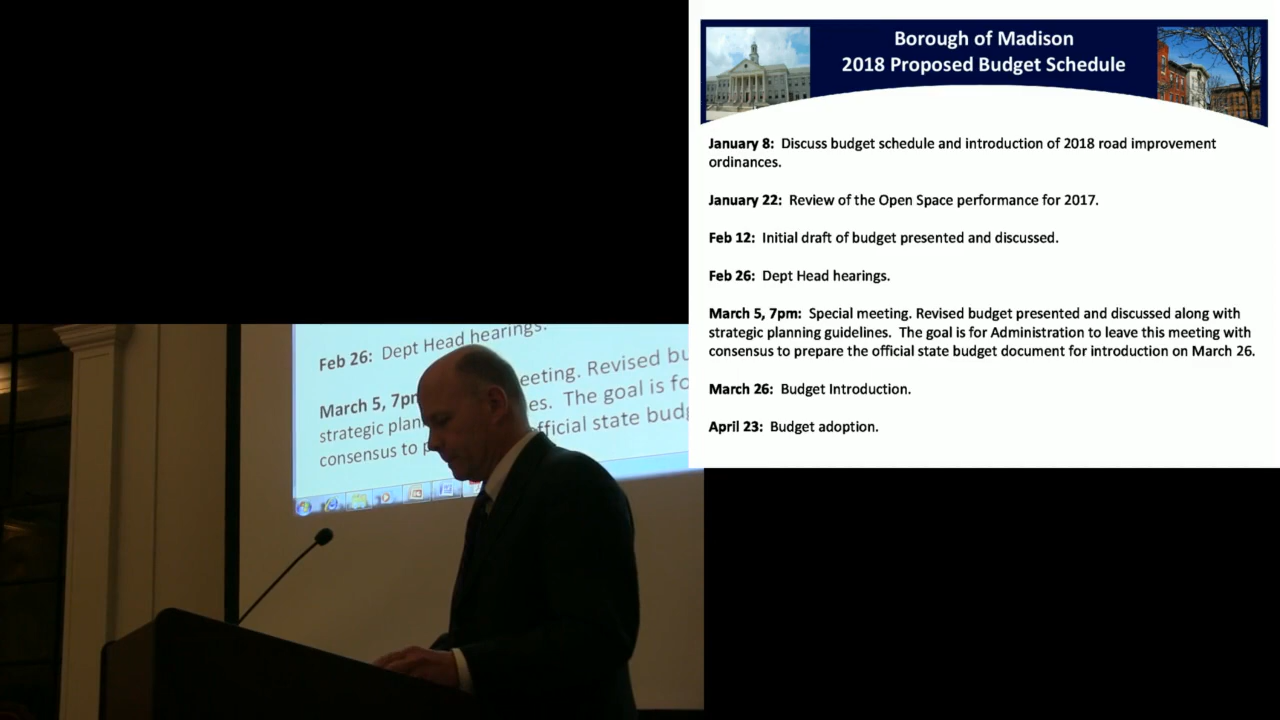 Borough of Madison
2018 Proposed Budget Schedule
January 8: Discuss budget schedule and introduction of 2018 road improvement
ordinances.
January 22: Review of the Open Space performance for 2017.
Feb 12: Initial draft of budget presented and discussed.
Feb 26: Dept Head hearings.
March 5, 7pm: Special meeting. Revised budget presented and discussed along with
strategic planning guidelines. The goal is for Administration to leave this meeting with
consensus to prepare the official state budget document for introduction on March 26.
March 26: Budget Introduction.
April 23: Budget adoption.
Feb 26: Dept Head hearings.
March 5, 7pm eeting. Revised bu
strategic plan es. The goal is fo
consensus to p fficial state budg